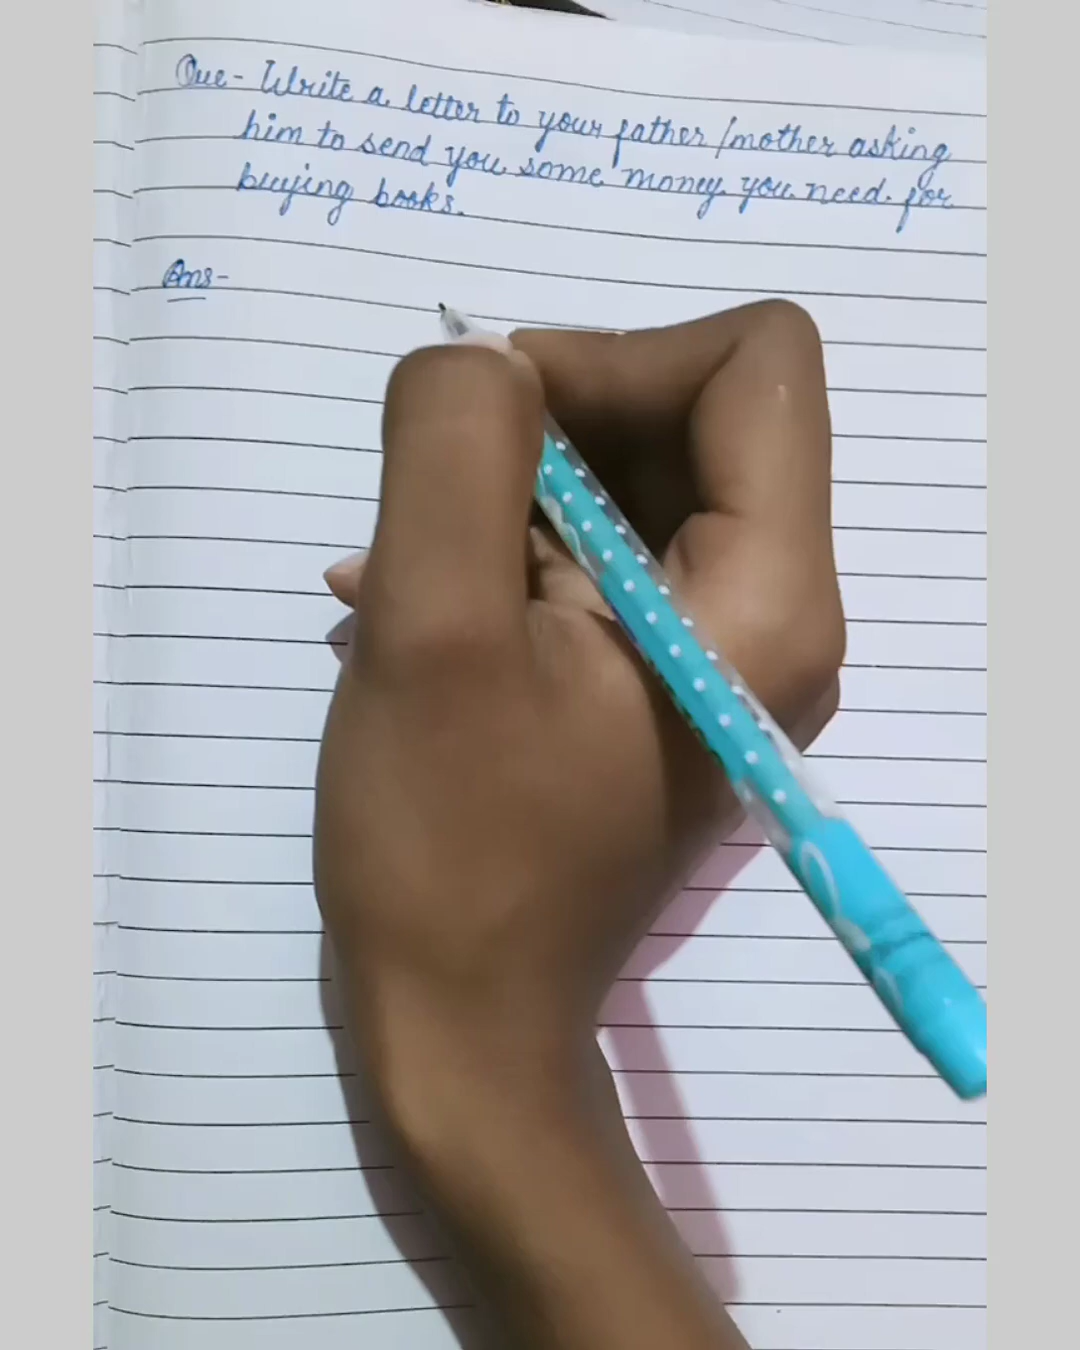 Que- Write a letter to your father/mother asking
him to send you some money you need for
buying books.
Ans-